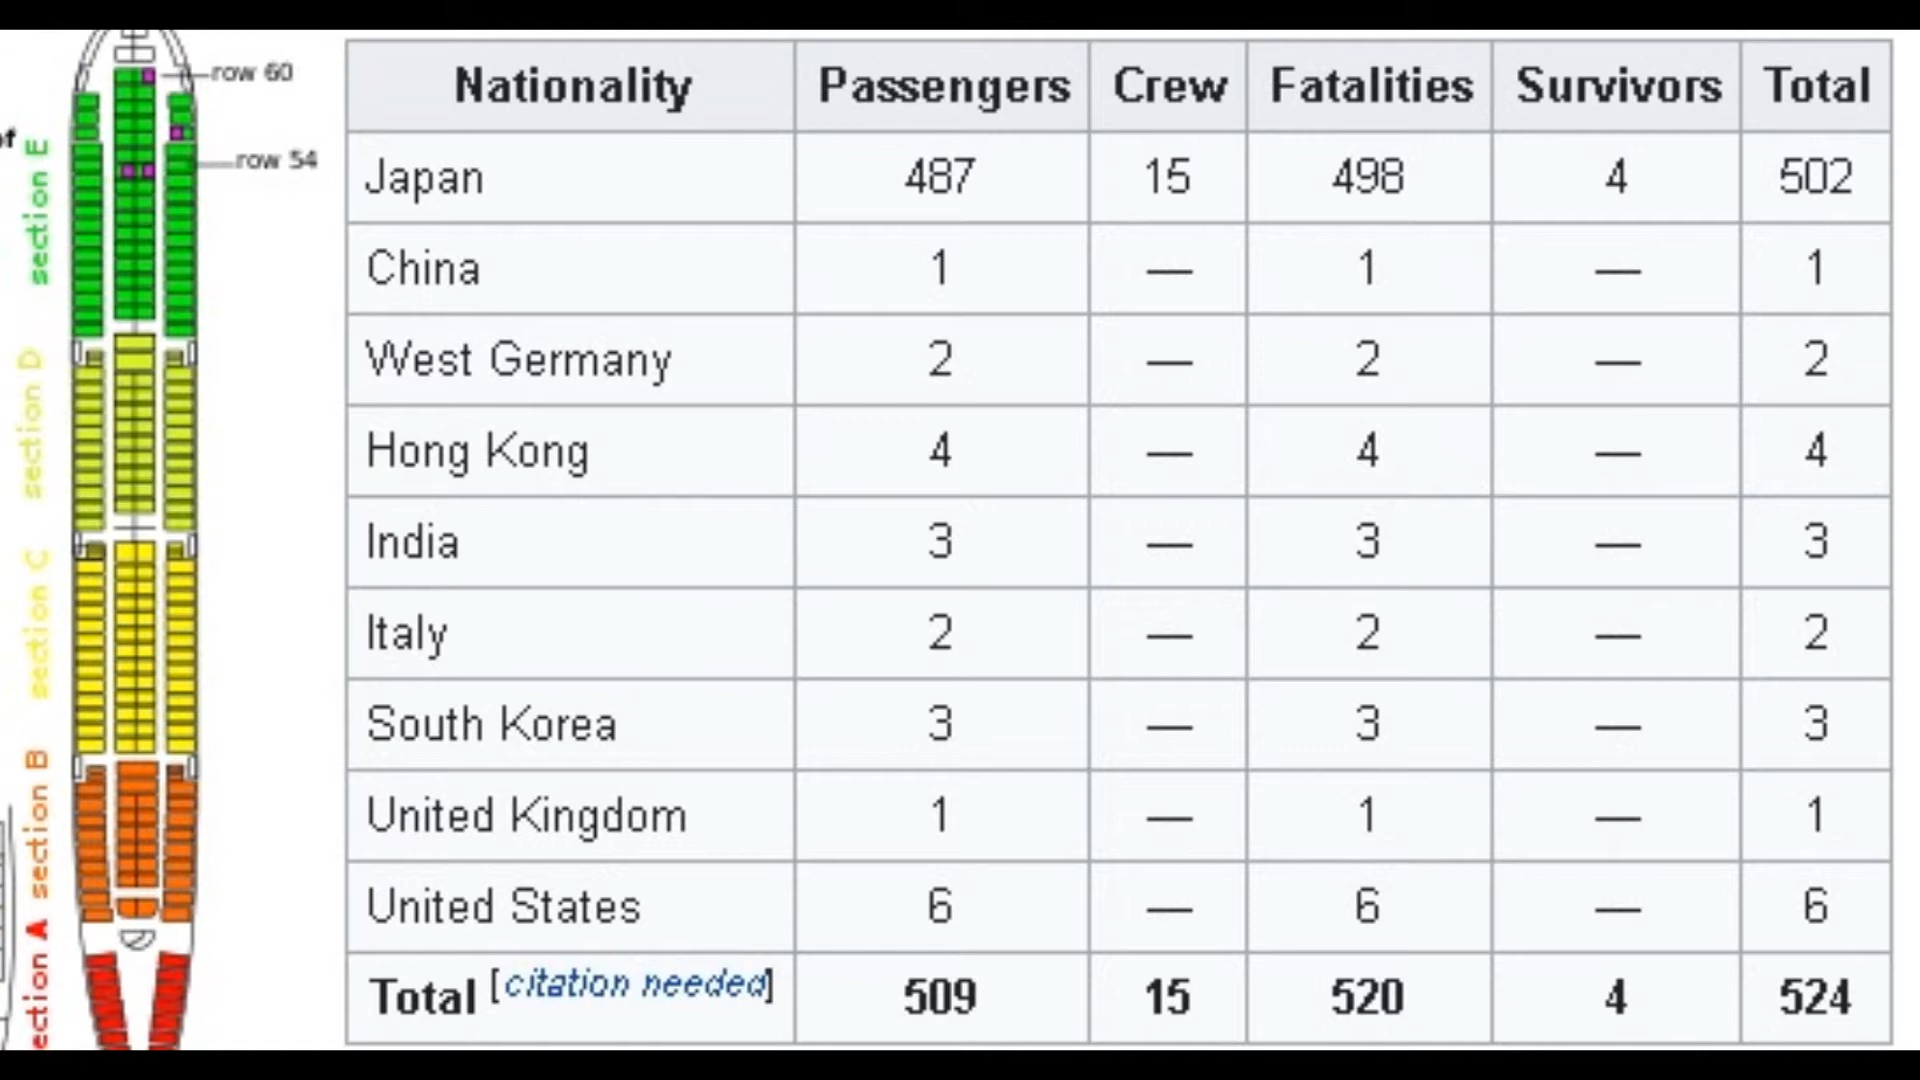 of
row 60
row 54
section E
section D
section C
section B
ection A
Nationality Passengers Crew Fatalities Survivors Total
Japan 487 15 498 4 502
China 1 — 1 — 1
West Germany 2 — 2 — 2
Hong Kong 4 — 4 — 4
India 3 — 3 — 3
Italy 2 — 2 — 2
South Korea 3 — 3 — 3
United Kingdom 1 — 1 — 1
United States 6 — 6 — 6
Total [citation needed] 509 15 520 4 524